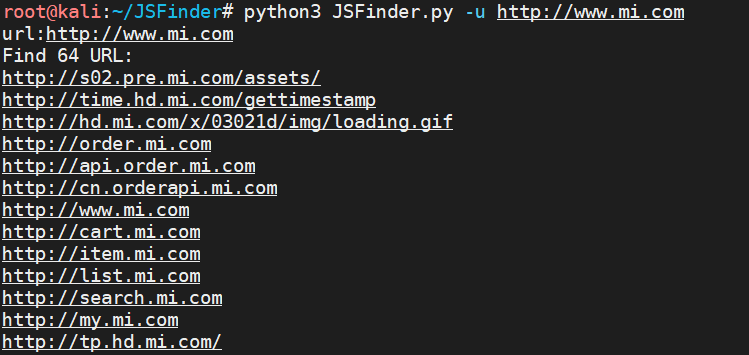 root@kali:~/JSFinder# python3 JSFinder.py -u http://www.mi.com
url:http://www.mi.com
Find 64 URL:
http://s02.pre.mi.com/assets/
http://time.hd.mi.com/gettimestamp
http://hd.mi.com/x/03021d/img/loading.gif
http://order.mi.com
http://api.order.mi.com
http://cn.orderapi.mi.com
http://www.mi.com
http://cart.mi.com
http://item.mi.com
http://list.mi.com
http://search.mi.com
http://my.mi.com
http://tp.hd.mi.com/